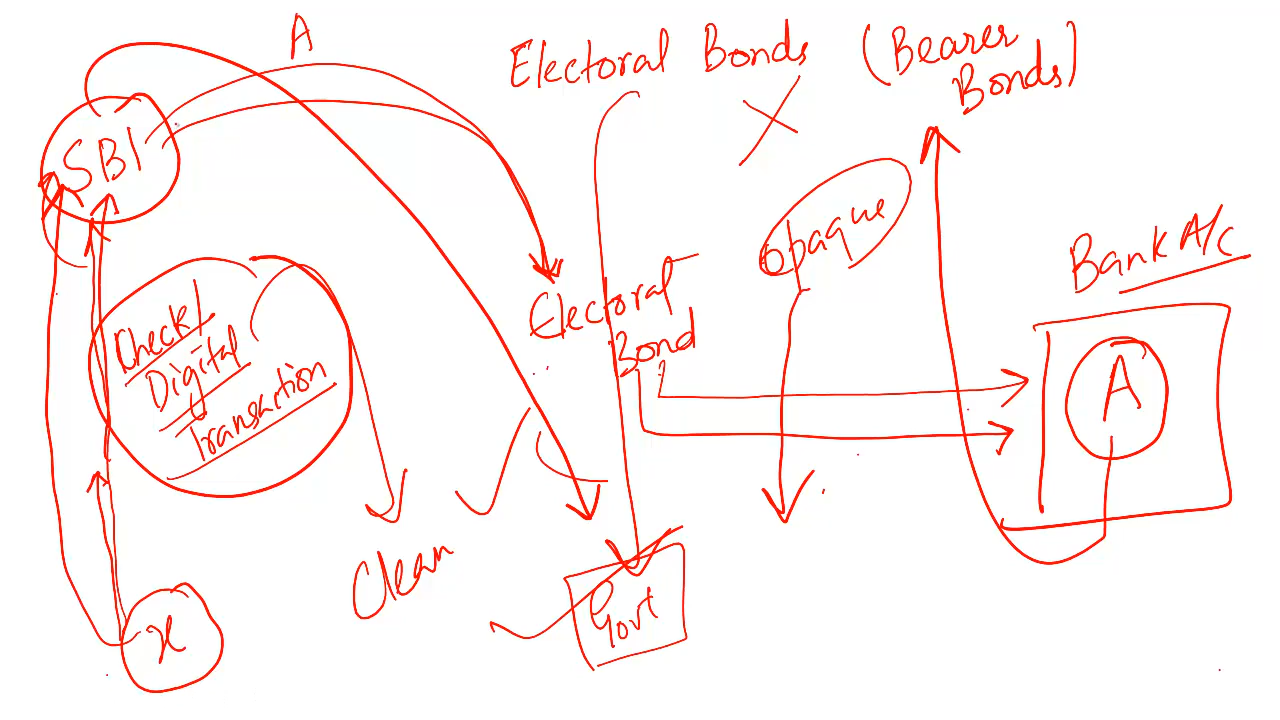 A
Electoral Bonds (Bearer
Bonds)
SBI
opaque
Bank A/c
Electoral
Bond
Check/
Digital
Transaction
A
Clean
Govt
x